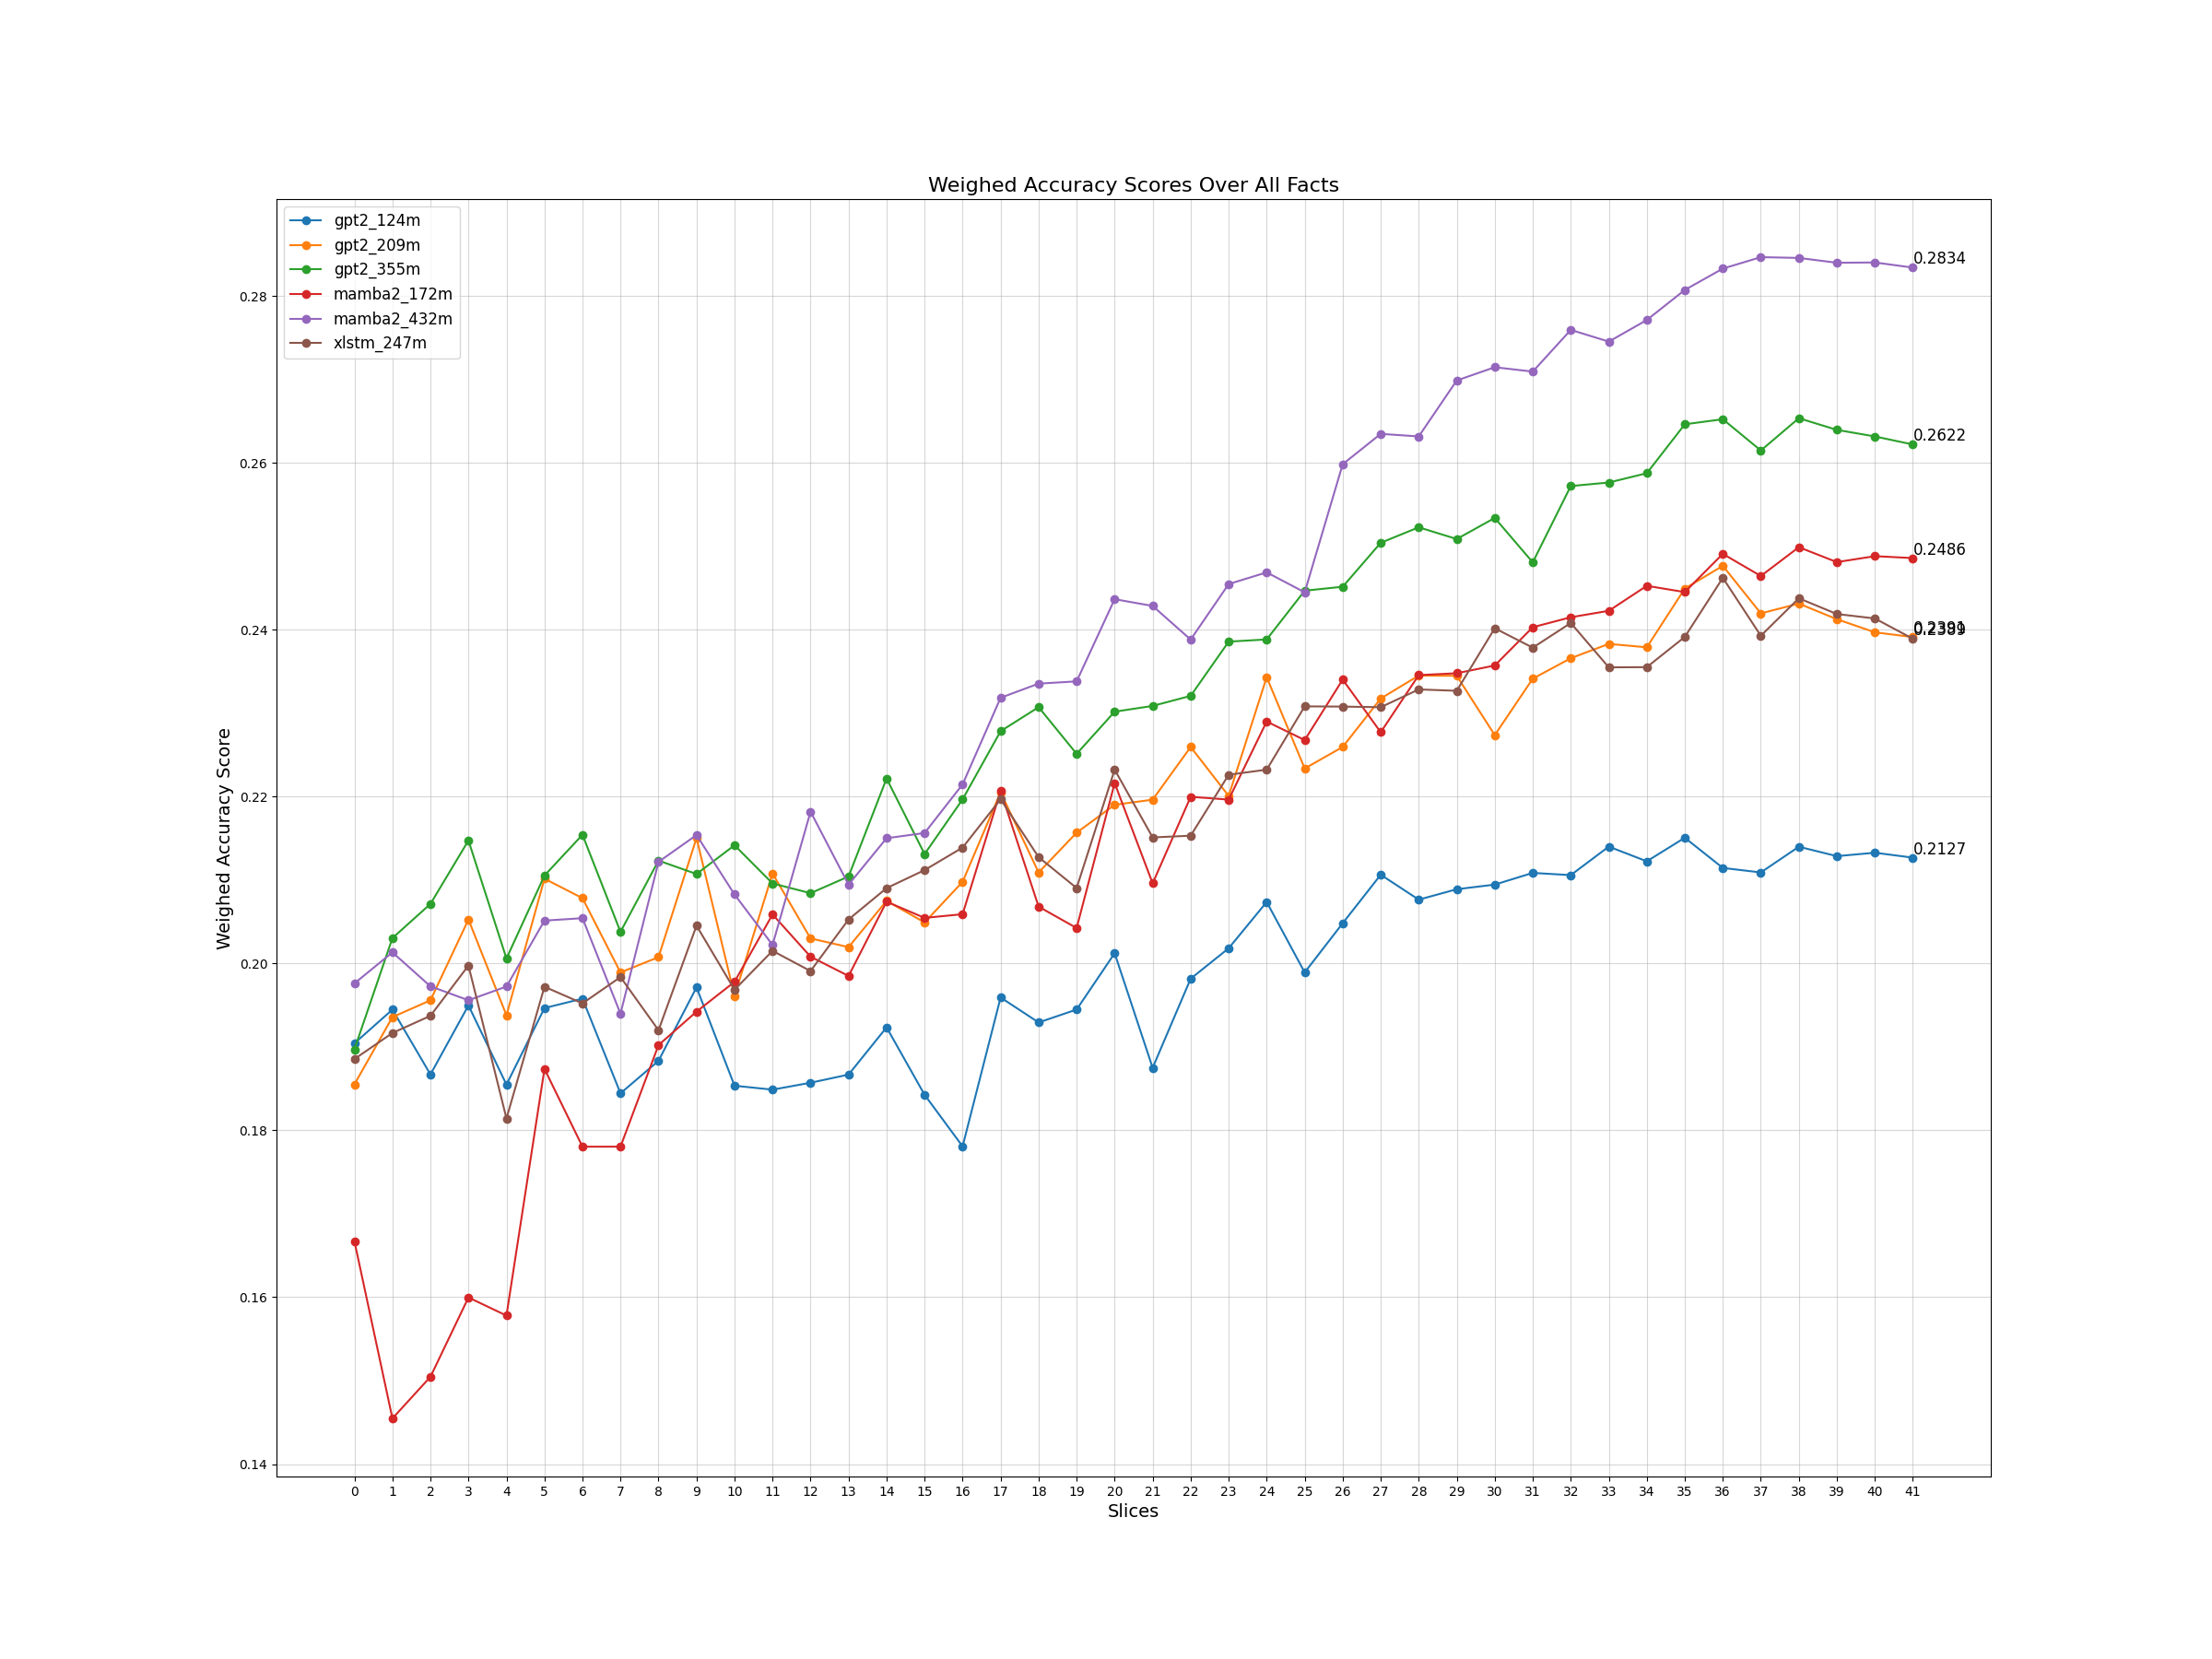 Weighed Accuracy Scores Over All Facts
gpt2_124m
gpt2_209m
gpt2_355m
mamba2_172m
mamba2_432m
xlstm_247m
Weighed Accuracy Score
0.28
0.26
0.24
0.22
0.20
0.18
0.16
0.14
0.2834
0.2622
0.2486
0.2391
0.2389
0.2127
0 1 2 3 4 5 6 7 8 9 10 11 12 13 14 15 16 17 18 19 20 21 22 23 24 25 26 27 28 29 30 31 32 33 34 35 36 37 38 39 40 41
Slices